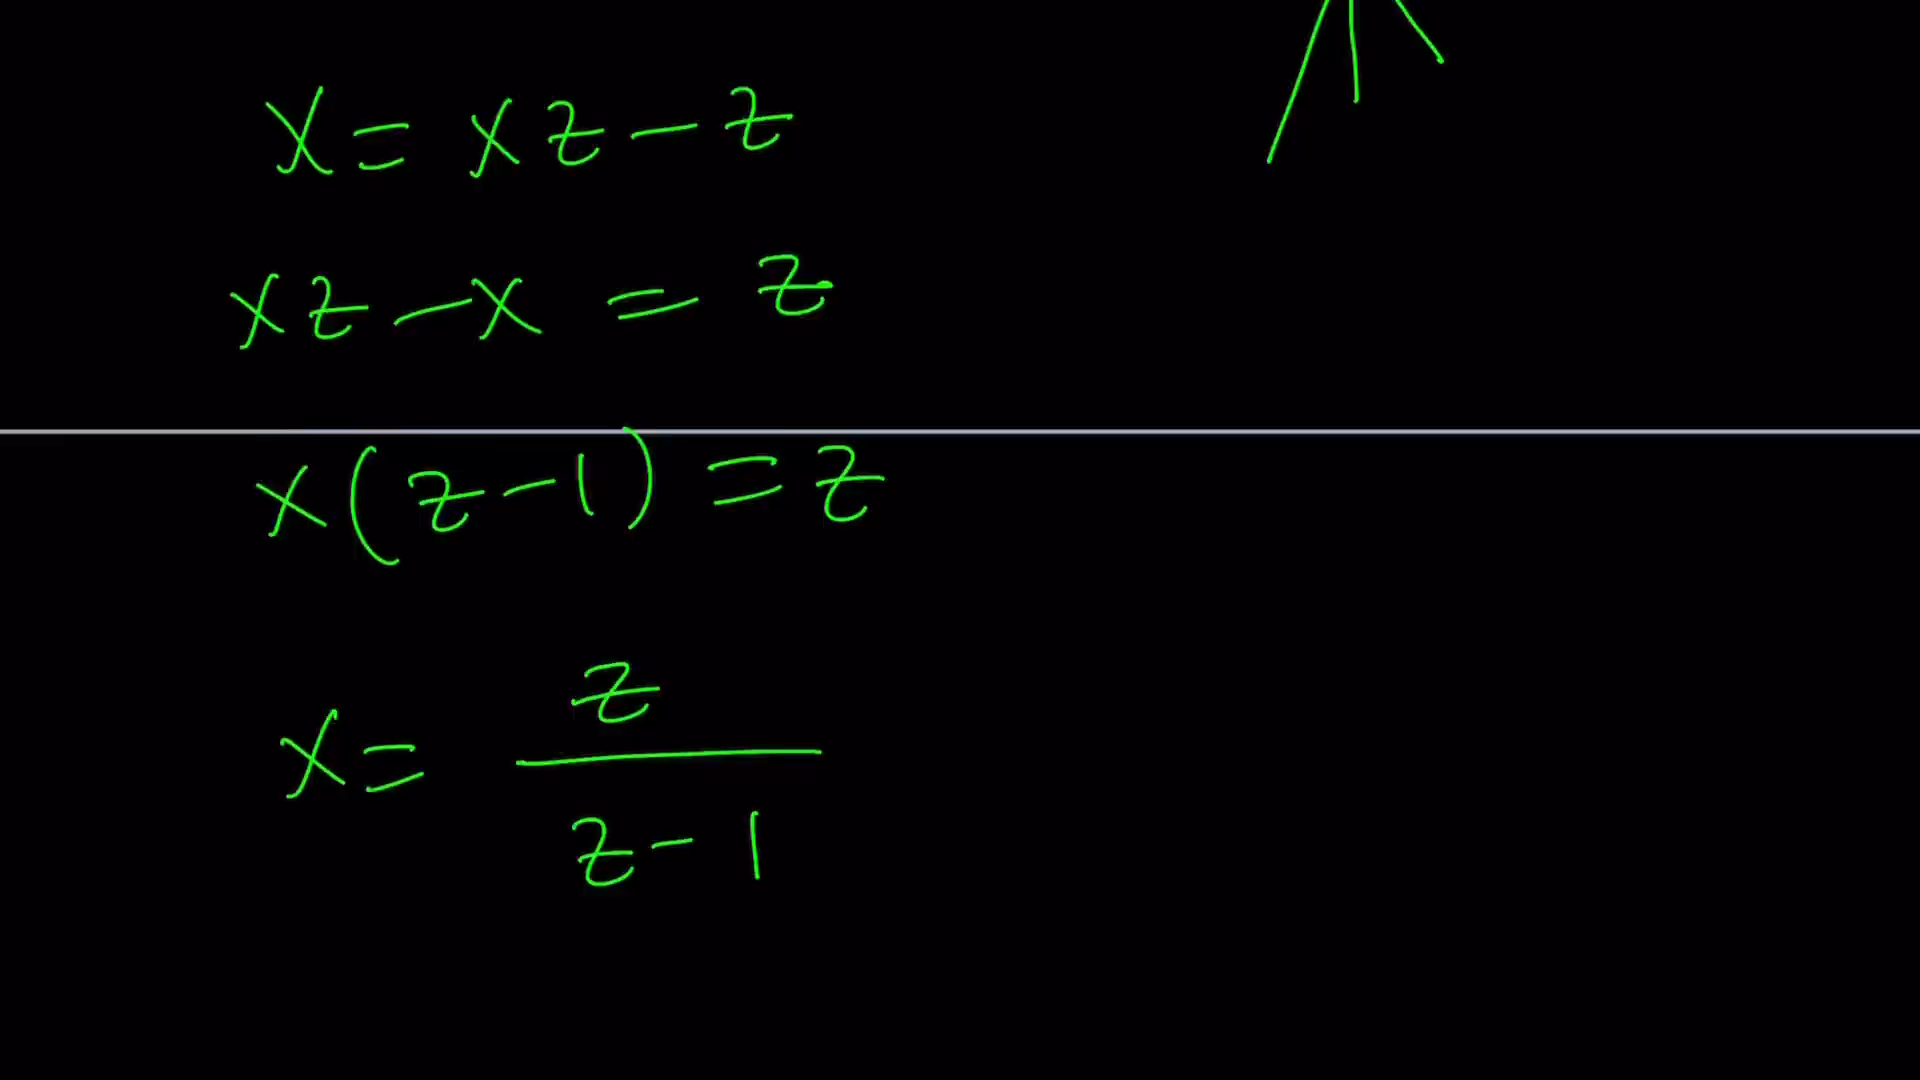 x = xz - z
xz - x = z
x(z - 1) = z
x = z / (z - 1)